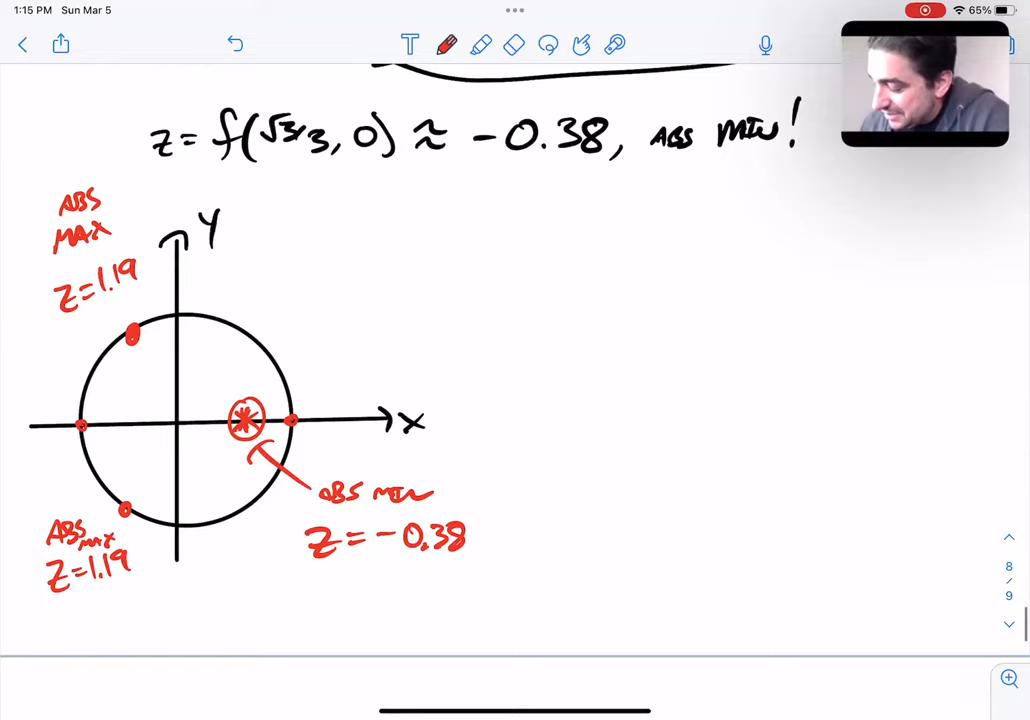 1:15 PM Sun Mar 5
65%
z = f(√3/3, 0) ≈ -0.38, ABS MIN!
ABS
MAX
z=1.19
Y
X
ABS MIN
z = -0.38
ABS MAX
z=1.19
8
/
9